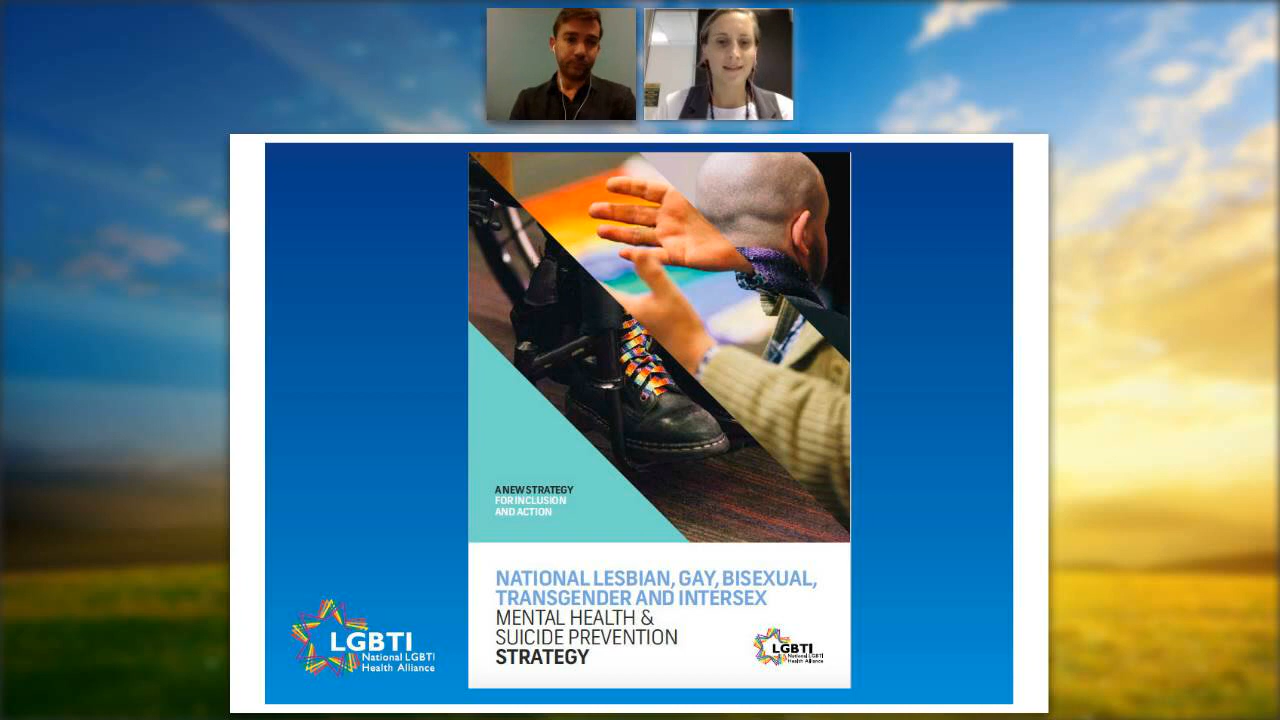 A NEW STRATEGY
FOR INCLUSION
AND ACTION
NATIONAL LESBIAN, GAY, BISEXUAL,
TRANSGENDER AND INTERSEX
MENTAL HEALTH &
SUICIDE PREVENTION
STRATEGY
LGBTI
National LGBTI
Health Alliance
LGBTI
National LGBTI
Health Alliance